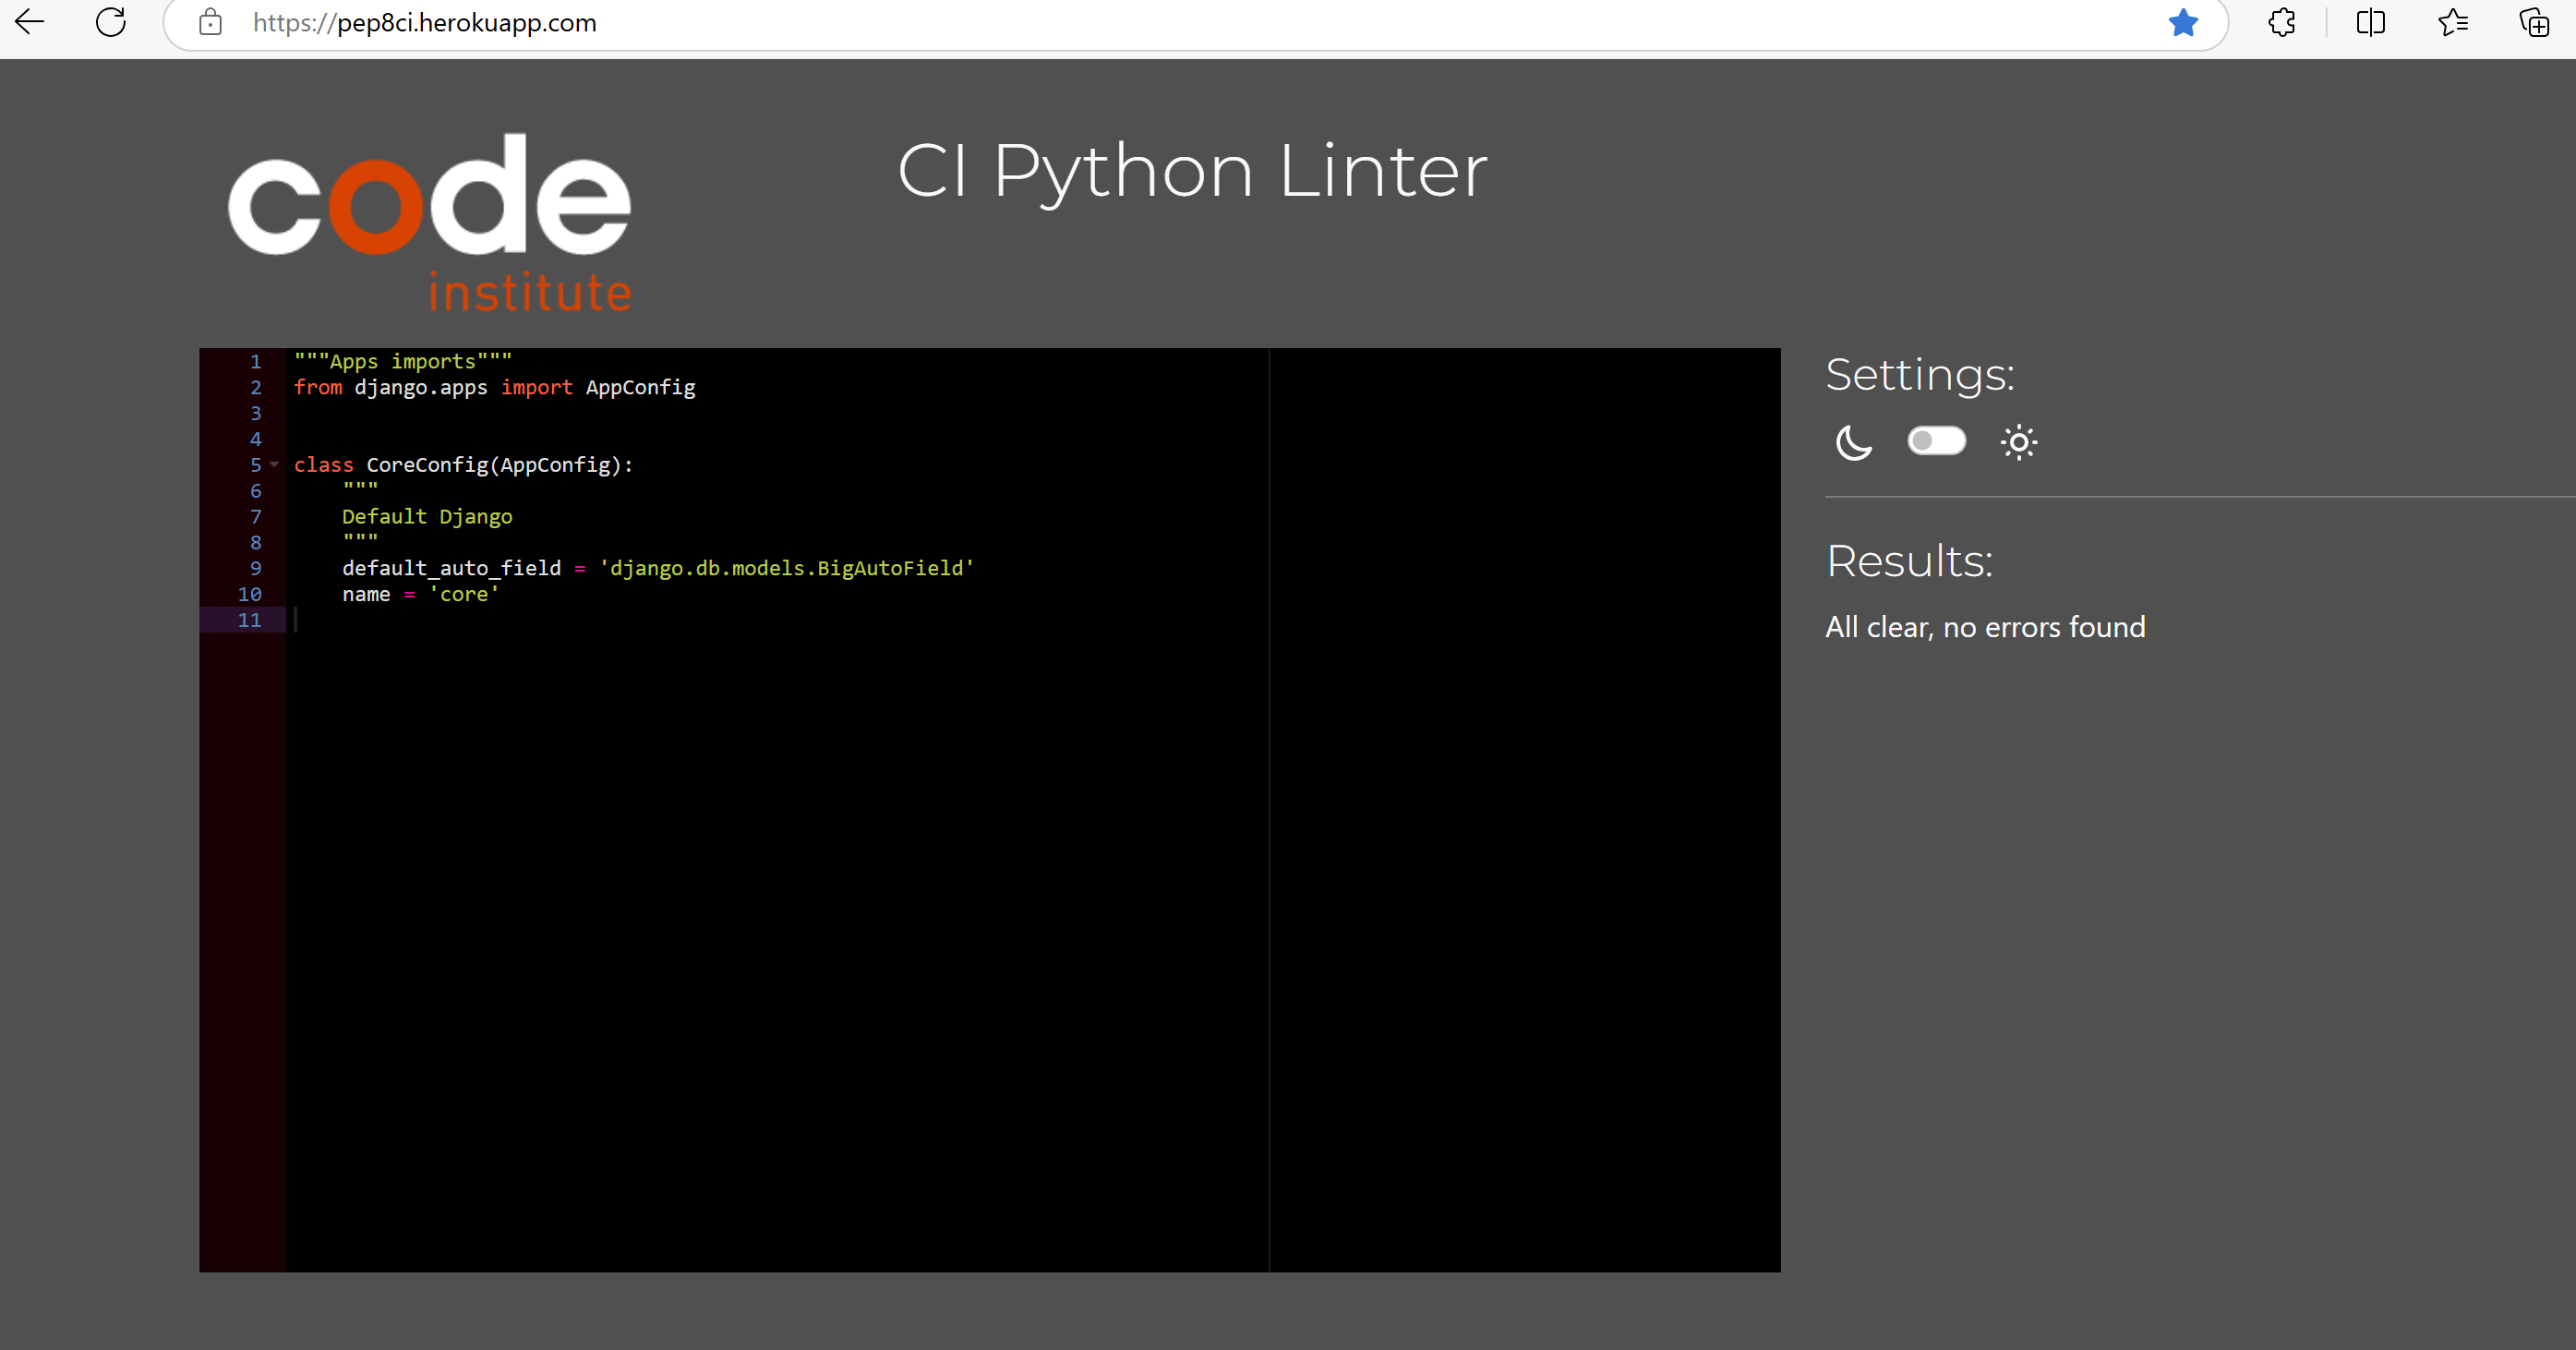 https://pep8ci.herokuapp.com
code
institute
CI Python Linter
1 """Apps imports"""
2 from django.apps import AppConfig
3
4
5 class CoreConfig(AppConfig):
6     """
7     Default Django
8     """
9     default_auto_field = 'django.db.models.BigAutoField'
10     name = 'core'
11
Settings:
Results:
All clear, no errors found